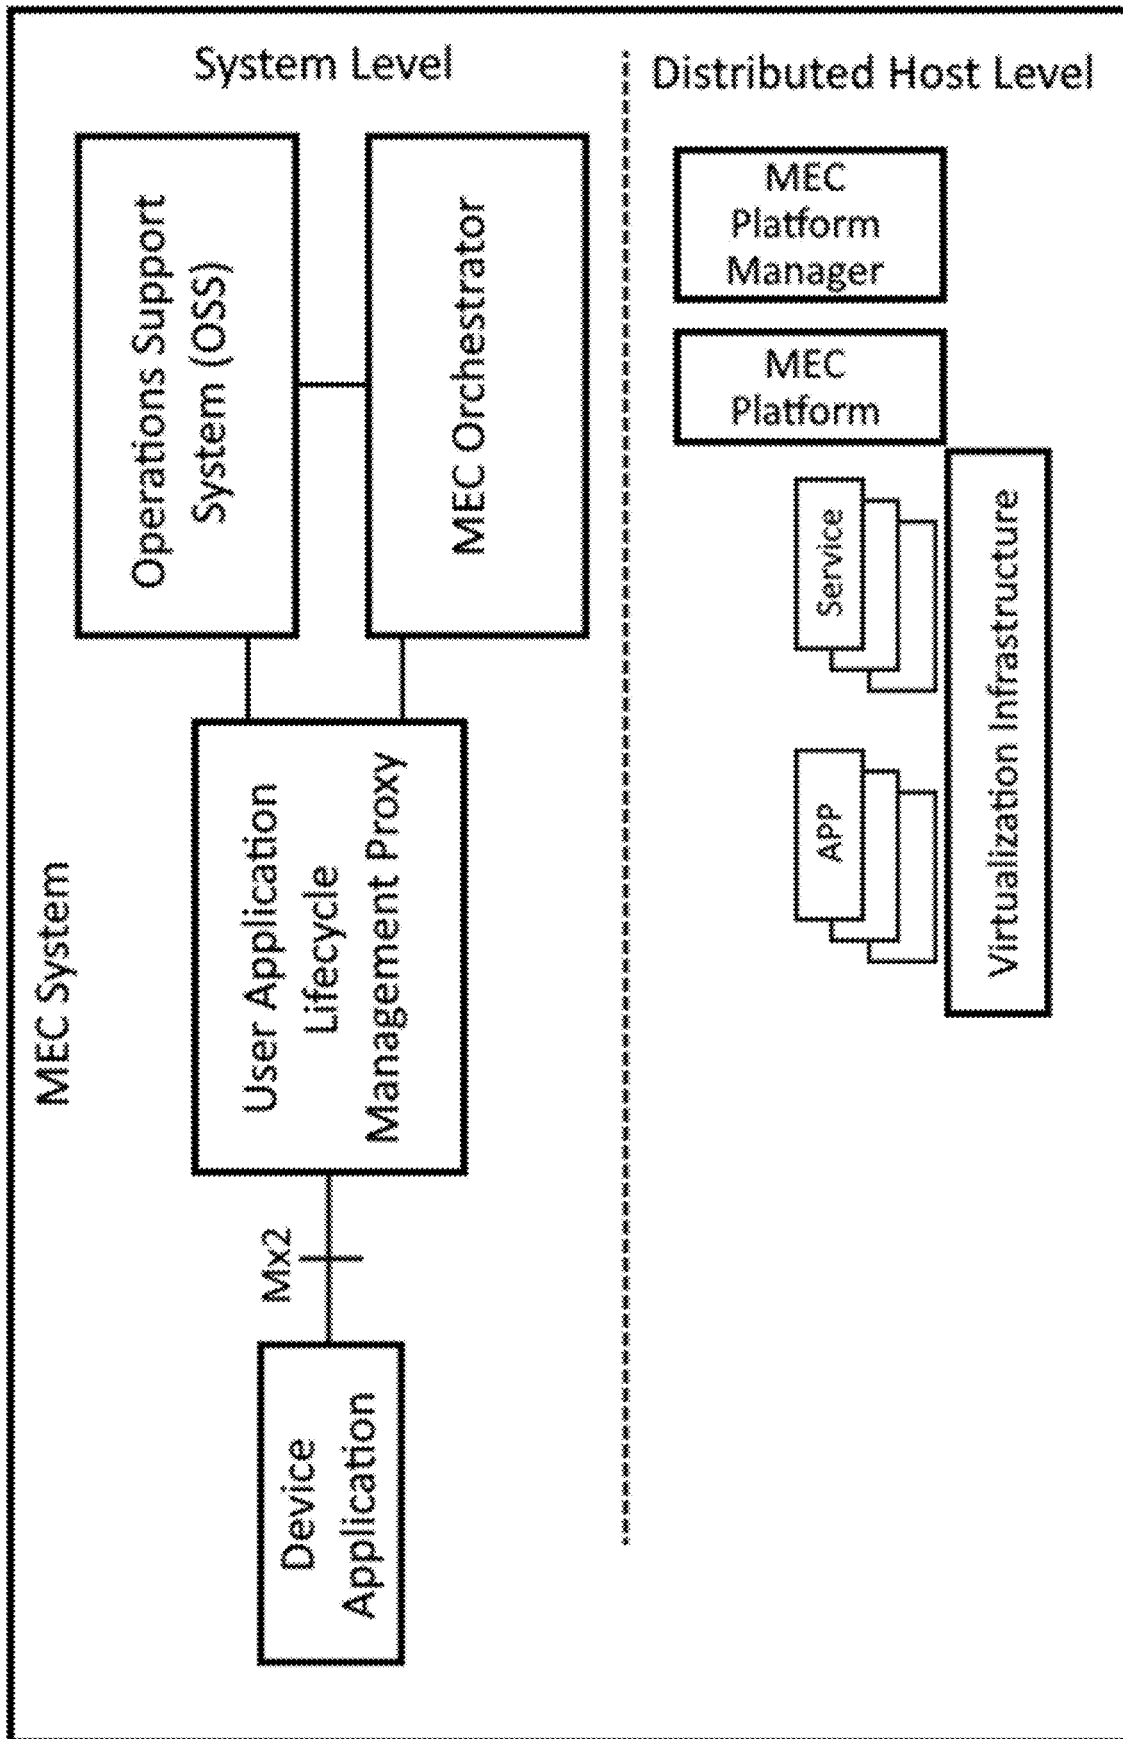 MEC System
System Level
Operations Support
System (OSS)
MEC Orchestrator
User Application
Lifecycle
Management Proxy
Mx2
Device
Application
Distributed Host Level
MEC
Platform
Manager
MEC
Platform
Service
APP
Virtualization Infrastructure